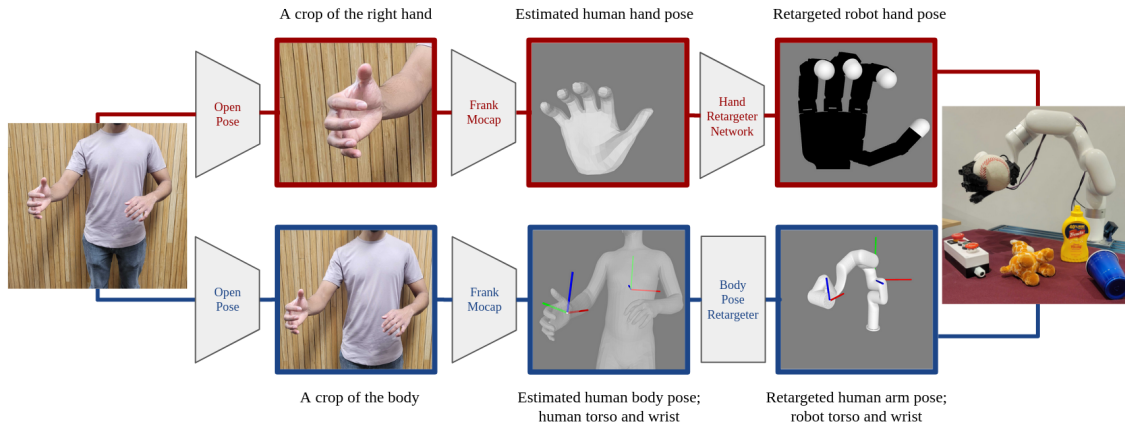 A crop of the right hand
Estimated human hand pose
Retargeted robot hand pose
Open
Pose
Frank
Mocap
Hand
Retargeter
Network
Open
Pose
Frank
Mocap
Body
Pose
Retargeter
A crop of the body
Estimated human body pose;
human torso and wrist
Retargeted human arm pose;
robot torso and wrist